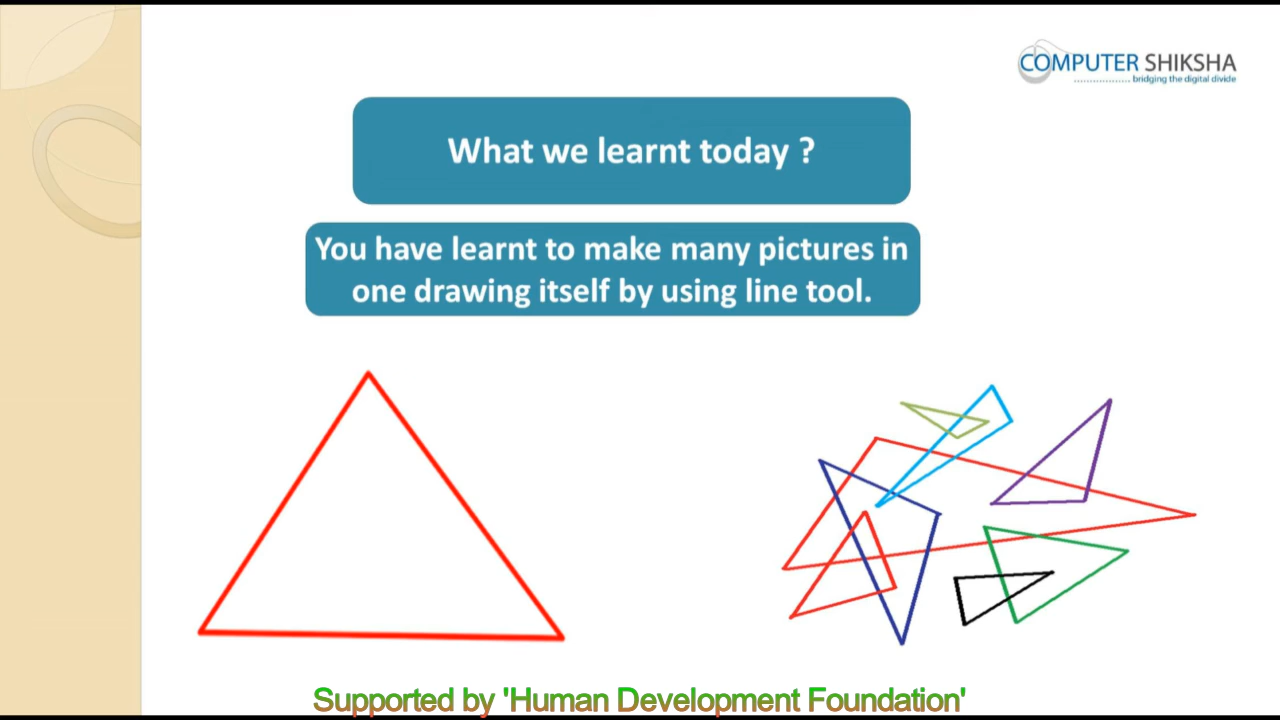 COMPUTER SHIKSHA
bridging the digital divide
What we learnt today ?
You have learnt to make many pictures in
one drawing itself by using line tool.
Supported by 'Human Development Foundation'